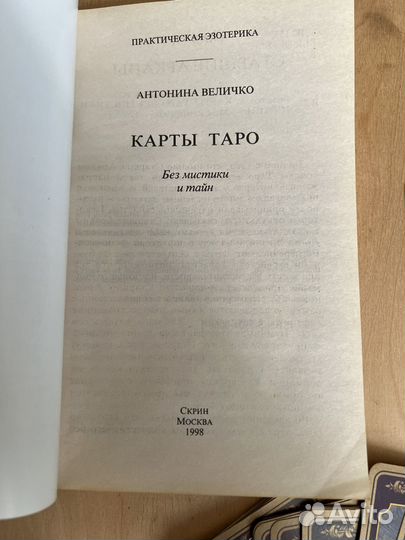 ПРАКТИЧЕСКАЯ ЭЗОТЕРИКА
АНТОНИНА ВЕЛИЧКО
КАРТЫ ТАРО
Без мистики
и тайн
СКРИН
МОСКВА
1998
Avito